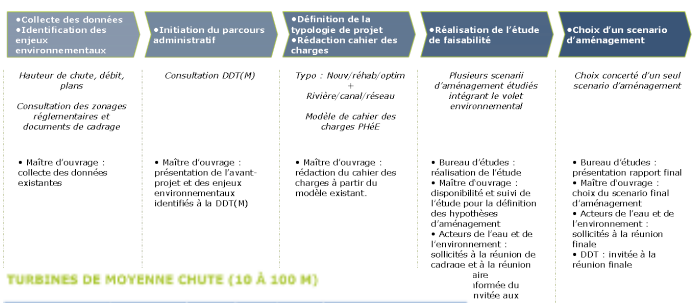 •Collecte des données
•Identification des
enjeux
environnementaux
•Initiation du parcours
administratif
•Définition de la
typologie de projet
•Rédaction cahier des
charges
•Réalisation de l’étude
de faisabilité
•Choix d’un scenario
d’aménagement
Hauteur de chute, débit,
plans
Consultation des zonages
réglementaires et
documents de cadrage
Consultation DDT(M)
Typo : Nouv/réhab/optim
+
Rivière/canal/réseau
Modèle de cahier des
charges PHéE
Plusieurs scenarii
d’aménagement étudiés
intégrant le volet
environnemental
Choix concerté d’un seul
scenario d’aménagement
• Maître d’ouvrage :
collecte des données
existantes
• Maître d’ouvrage :
présentation de l’avant-
projet et des enjeux
environnementaux
identifiés à la DDT(M)
• Maître d’ouvrage :
rédaction du cahier des
charges à partir du
modèle existant.
• Bureau d’études :
réalisation de l’étude
• Maître d’ouvrage :
disponibilité et suivi de
l’étude pour la définition
des hypothèses
d’aménagement
• Acteurs de l’eau et de
l’environnement :
sollicités à la réunion de
cadrage et à la réunion
aire
nformée du
nvitée aux
• Bureau d’études :
présentation rapport final
• Maître d’ouvrage :
choix du scenario final
d’aménagement
• Acteurs de l’eau et de
l’environnement :
sollicités à la réunion
finale
• DDT : invitée à la
réunion finale
TURBINES DE MOYENNE CHUTE (10 À 100 M)